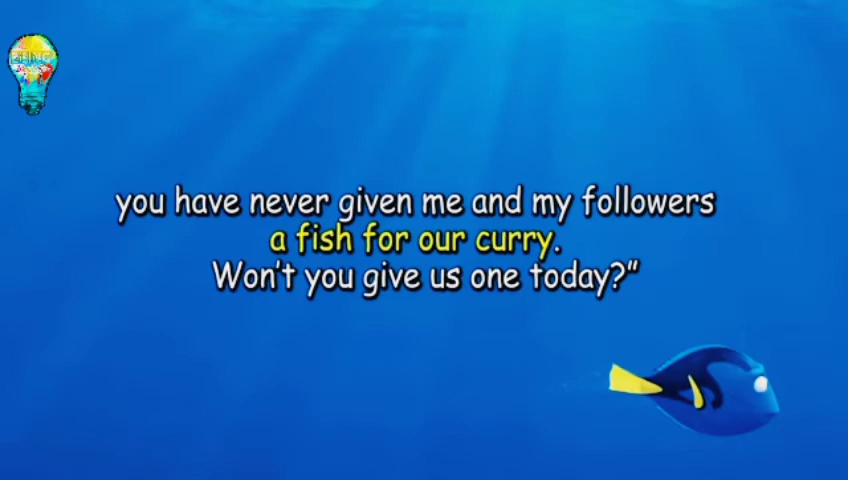 you have never given me and my followers
a fish for our curry.
Won't you give us one today?”